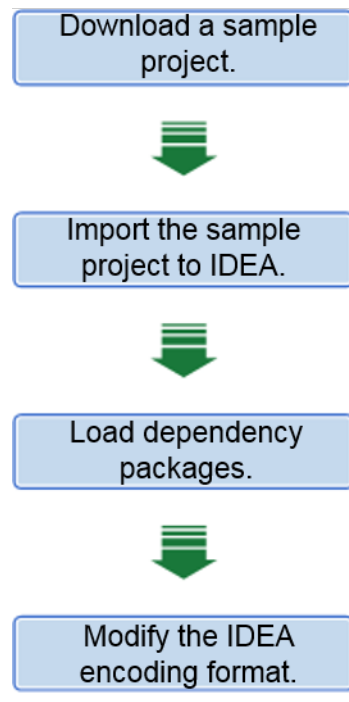 Download a sample
project.
Import the sample
project to IDEA.
Load dependency
packages.
Modify the IDEA
encoding format.